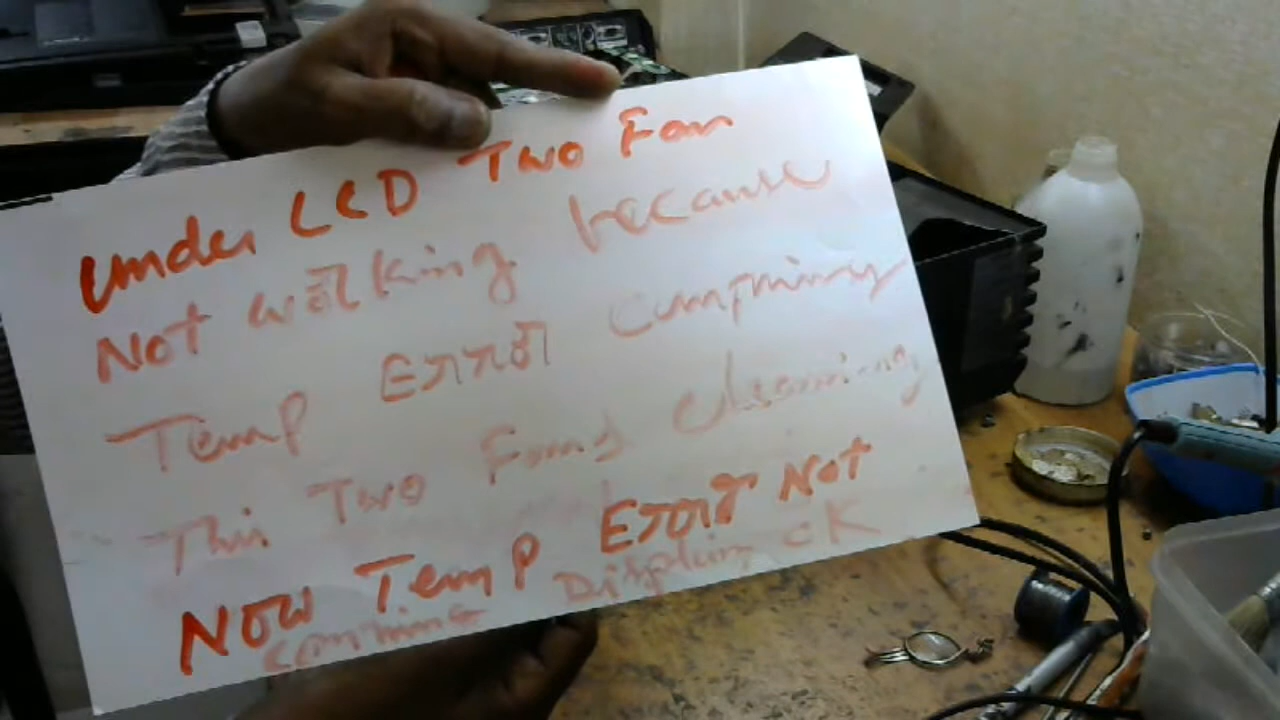 Under LCD Two Fan
Not working because
Temp Error comming
This Two Fans cleaning
Now Temp Error Not
comming Display OK